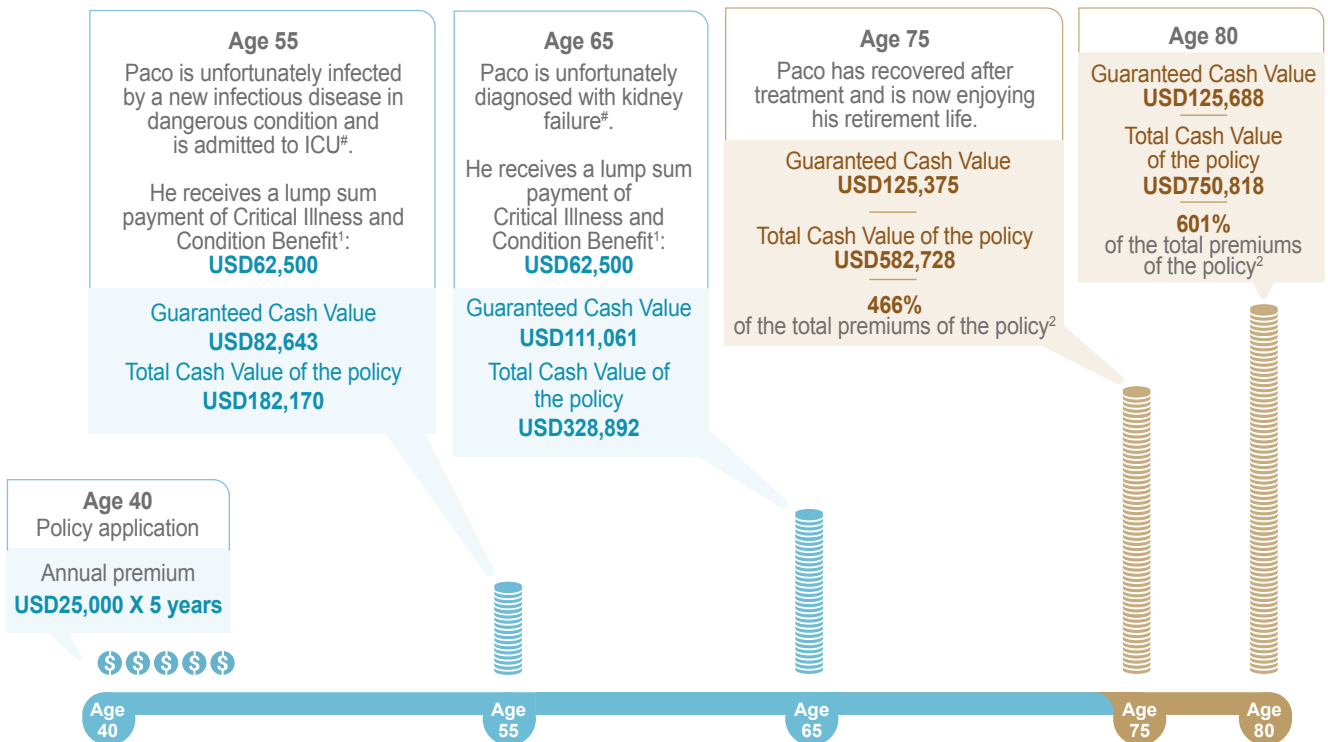 Age 55
Paco is unfortunately infected
by a new infectious disease in
dangerous condition and
is admitted to ICU#.
He receives a lump sum
payment of Critical Illness and
Condition Benefit¹:
USD62,500
Guaranteed Cash Value
USD82,643
Total Cash Value of the policy
USD182,170
Age 65
Paco is unfortunately
diagnosed with kidney
failure#.
He receives a lump sum
payment of
Critical Illness and
Condition Benefit¹:
USD62,500
Guaranteed Cash Value
USD111,061
Total Cash Value of
the policy
USD328,892
Age 75
Paco has recovered after
treatment and is now enjoying
his retirement life.
Guaranteed Cash Value
USD125,375
Total Cash Value of the policy
USD582,728
466%
of the total premiums of the policy²
Age 80
Guaranteed Cash Value
USD125,688
Total Cash Value
of the policy
USD750,818
601%
of the total premiums
of the policy²
Age 40
Policy application
Annual premium
USD25,000 X 5 years
$ $ $ $ $
Age
40
Age
55
Age
65
Age
75
Age
80